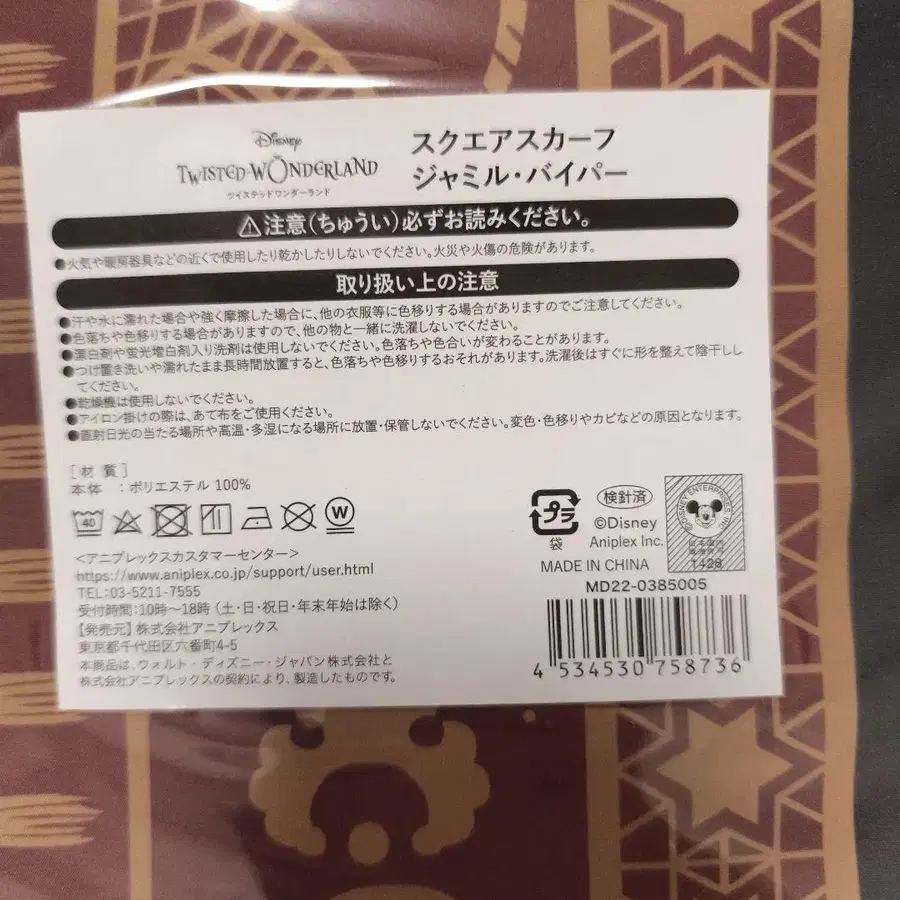 Disney
TWISTED-WONDERLAND
ツイステッドワンダーランド
スクエアスカーフ
ジャミル・バイパー
注意(ちゅうい)必ずお読みください。
●火気や暖房器具などの近くで使用したり乾かしたりしないでください。火災や火傷の危険があります。
取り扱い上の注意
●汗や水に濡れた場合や強く摩擦した場合に、他の衣服等に色移りする場合がありますのでご注意してください。
●色落ちや色移りする場合がありますので、他の物と一緒に洗濯しないでください。
●漂白剤や蛍光増白剤入り洗剤は使用しないでください。色落ちや色合いが変わることがあります。
●つけ置き洗いや濡れたまま長時間放置すると、色落ちや色移りするおそれがあります。洗濯後はすぐに形を整えて陰干しし
てください。
●乾燥機は使用しないでください。
●アイロン掛けの際は、あて布をご使用ください。
●直射日光の当たる場所や高温・多湿になる場所に放置・保管しないでください。変色・色移りやカビなどの原因となります。
[材 質]
本体 :ポリエステル 100%
40
W
<アニプレックスカスタマーセンター>
https://www.aniplex.co.jp/support/user.html
TEL:03-5211-7555
受付時間:10時〜18時(土・日・祝日・年末年始は除く)
【発売元】株式会社アニプレックス
東京都千代田区六番町4-5
本商品は、ウォルト・ディズニー・ジャパン株式会社と
株式会社アニプレックスの契約により、製造したものです。
プラ
袋
検針済
©Disney
Aniplex Inc.
MADE IN CHINA
©DISNEY ENTERPRISES, INC.
T428
MD22-0385005
4 534530 758736